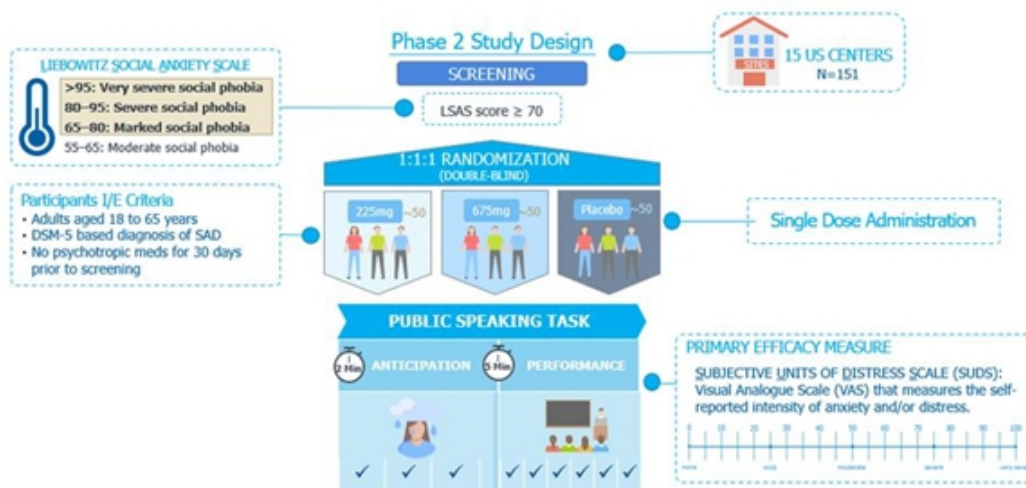 LIEBOWITZ SOCIAL ANXIETY SCALE
>95: Very severe social phobia
80–95: Severe social phobia
65–80: Marked social phobia
55–65: Moderate social phobia
Phase 2 Study Design
SCREENING
LSAS score ≥ 70
SITES
15 US CENTERS
N=151
1:1:1 RANDOMIZATION
(DOUBLE-BLIND)
225mg ~50
675mg ~50
Placebo ~50
Participants I/E Criteria
• Adults aged 18 to 65 years
• DSM-5 based diagnosis of SAD
• No psychotropic meds for 30 days
prior to screening
Single Dose Administration
PUBLIC SPEAKING TASK
2 Min ANTICIPATION
5 Min PERFORMANCE
PRIMARY EFFICACY MEASURE
SUBJECTIVE UNITS OF DISTRESS SCALE (SUDS):
Visual Analogue Scale (VAS) that measures the self-
reported intensity of anxiety and/or distress.
0 10 20 30 40 50 60 70 80 90 100
none mild moderate severe very severe